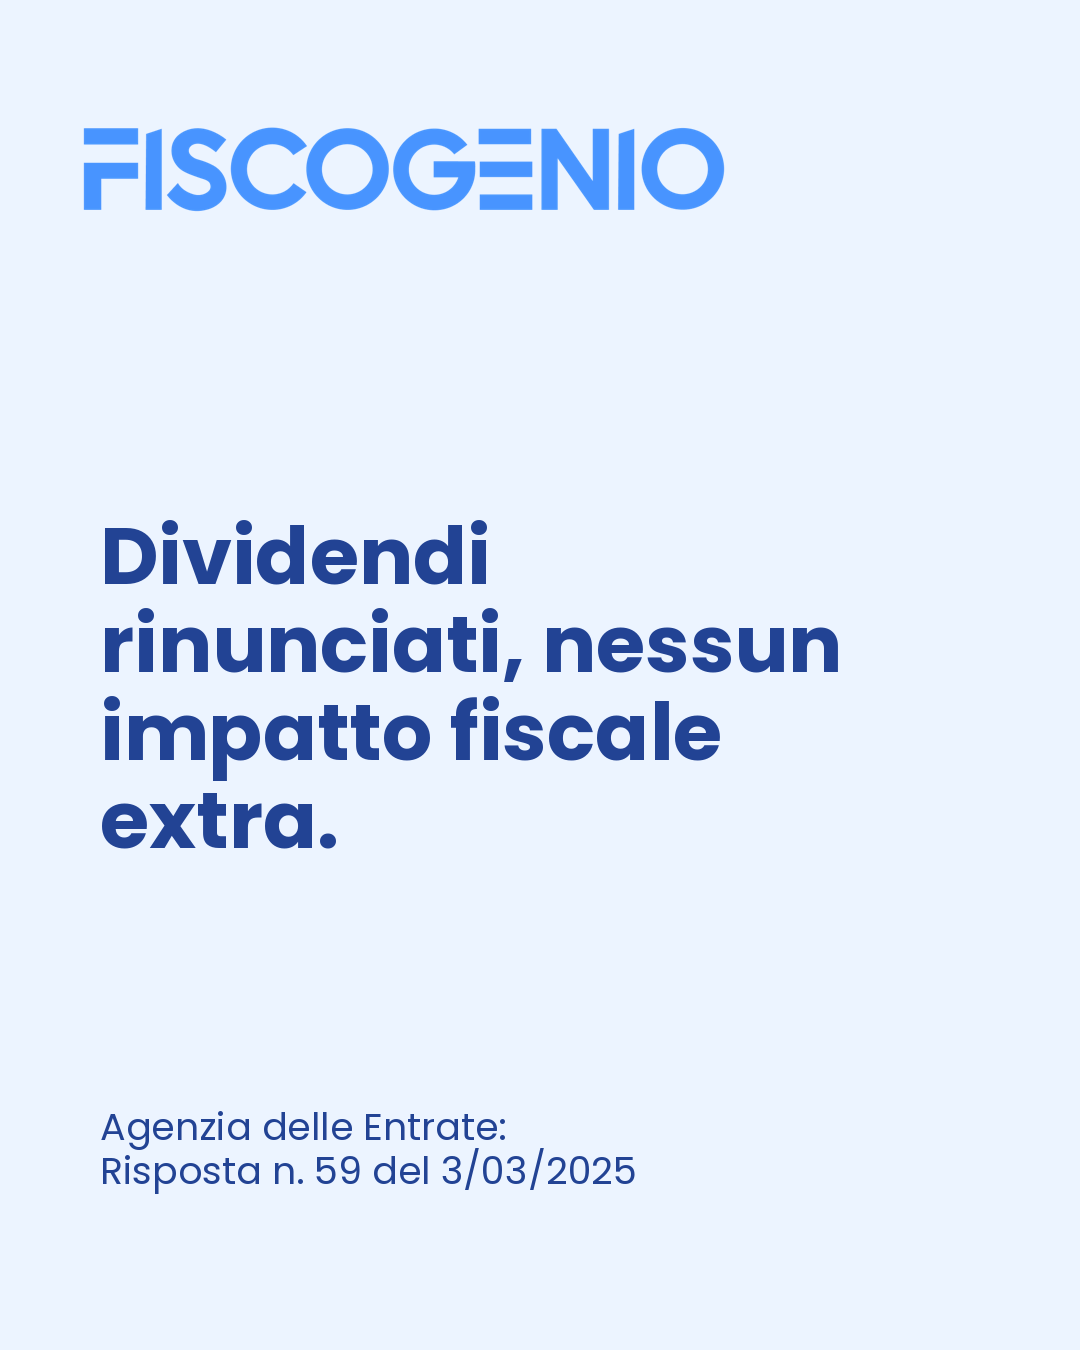 FISCOGENIO
Dividendi
rinunciati, nessun
impatto fiscale
extra.
Agenzia delle Entrate:
Risposta n. 59 del 3/03/2025